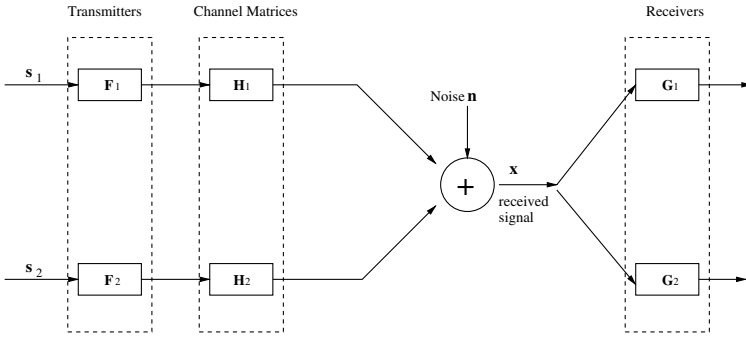 Transmitters
Channel Matrices
Receivers
s 1
F1
H1
Noise n
G1
+
x
received
signal
s 2
F2
H2
G2